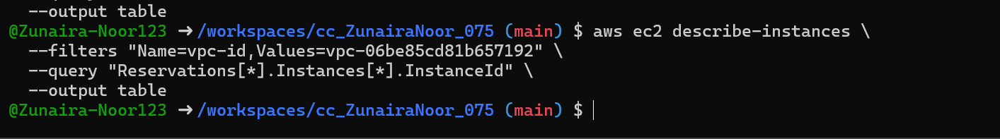 --output table
@Zunaira-Noor123 ➜/workspaces/cc_ZunairaNoor_075 (main) $ aws ec2 describe-instances \
--filters "Name=vpc-id,Values=vpc-06be85cd81b657192" \
--query "Reservations[*].Instances[*].InstanceId" \
--output table
@Zunaira-Noor123 ➜/workspaces/cc_ZunairaNoor_075 (main) $